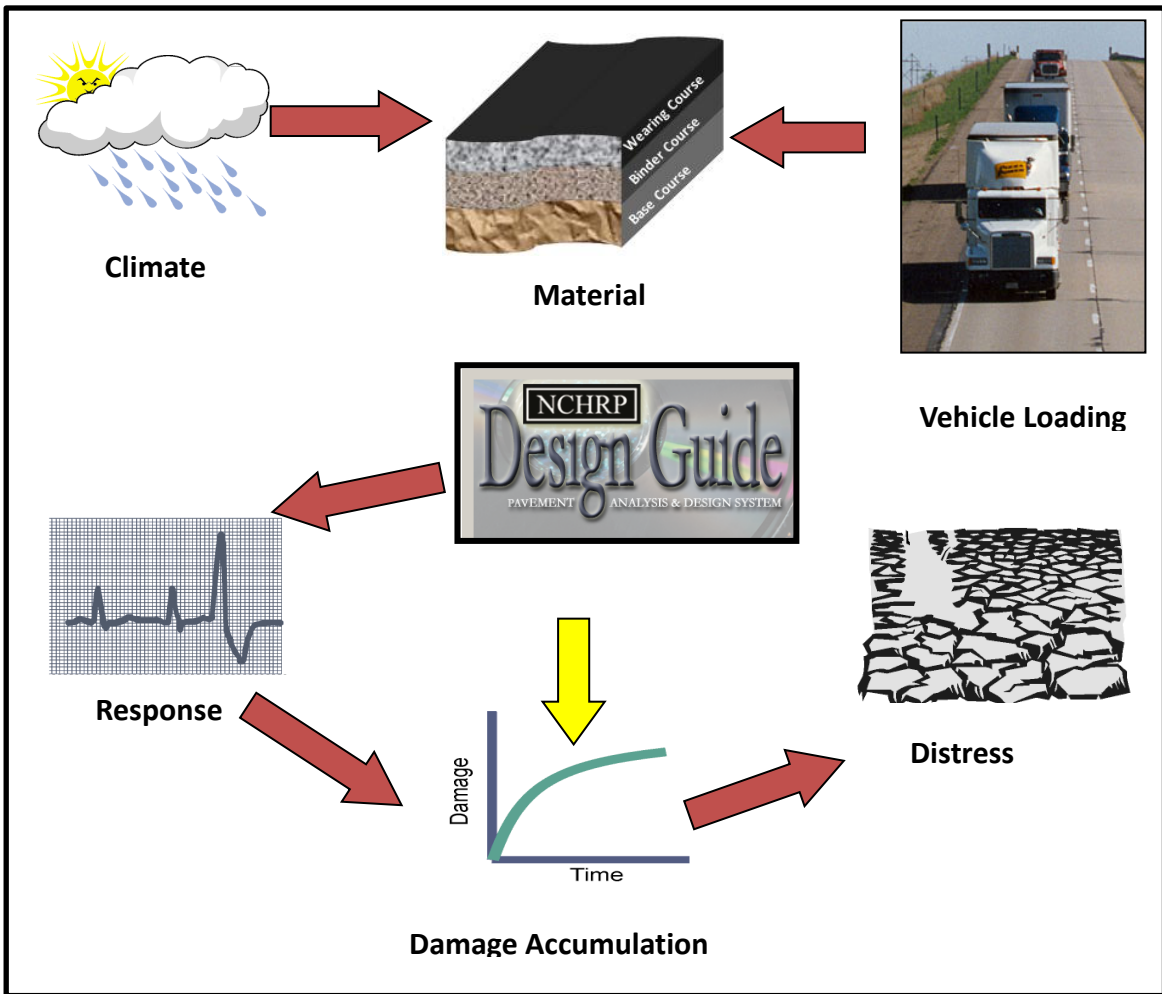 Climate
Material
Wearing Course
Binder Course
Base Course
Vehicle Loading
NCHRP
Design Guide
PAVEMENT ANALYSIS & DESIGN SYSTEM
Response
Damage
Time
Distress
Damage Accumulation